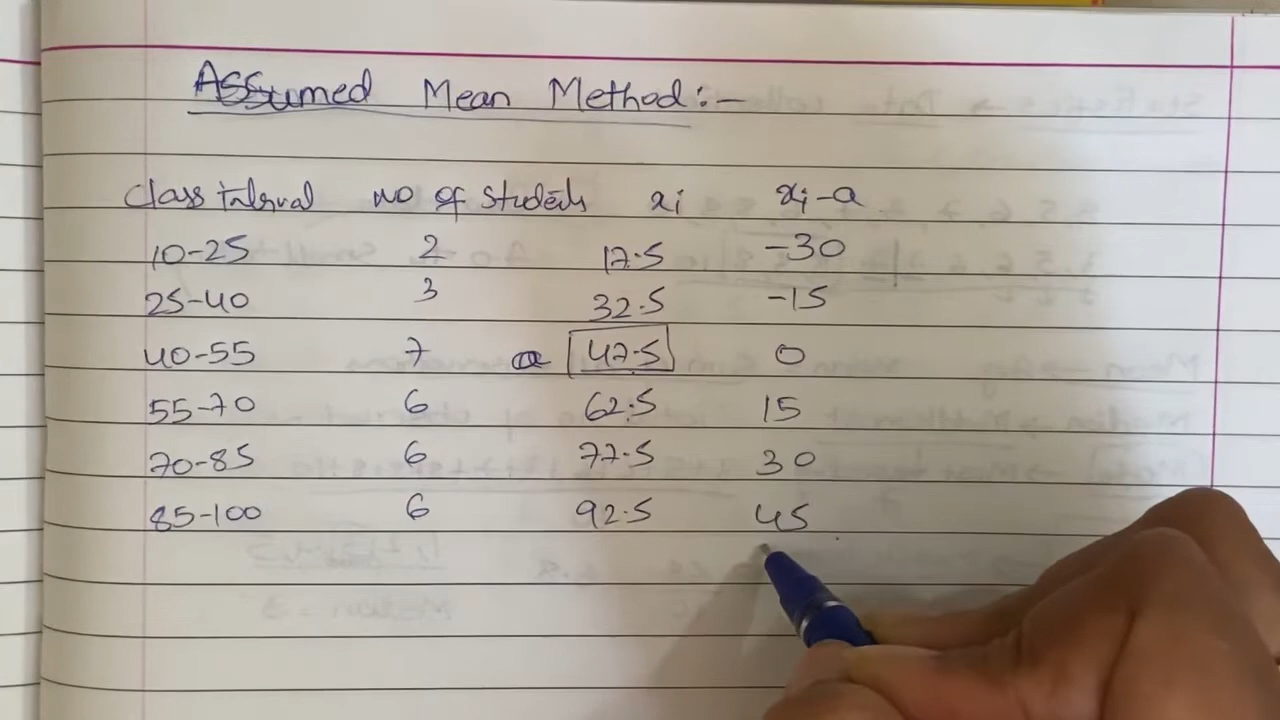 Assumed Mean Method:-
Class interval no of students xi xi-a
10-25 2 17.5 -30
25-40 3 32.5 -15
40-55 7 a 47.5 0
55-70 6 62.5 15
70-85 6 77.5 30
85-100 6 92.5 45